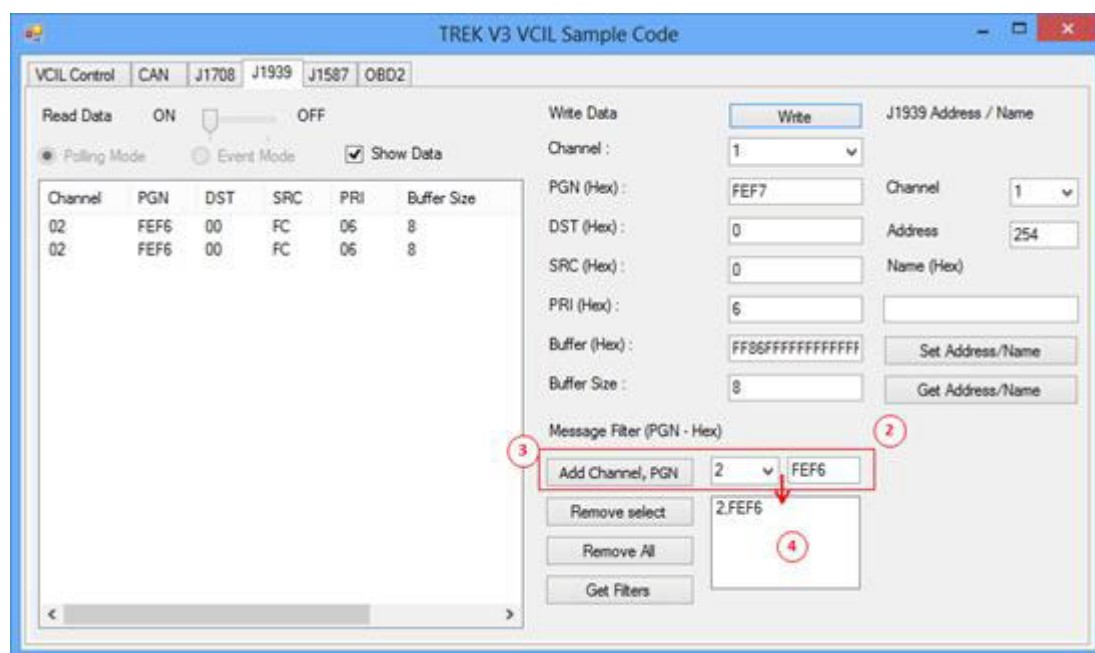 TREK V3 VCIL Sample Code
VCIL Control CAN J1708 J1939 J1587 OBD2
Read Data ON OFF
Polling Mode Event Mode Show Data
Channel PGN DST SRC PRI Buffer Size
02 FEF6 00 FC 06 8
02 FEF6 00 FC 06 8
Write Data Write
Channel : 1
PGN (Hex) : FEF7
DST (Hex) : 0
SRC (Hex) : 0
PRI (Hex) : 6
Buffer (Hex) : FF86FFFFFFFFFFFF
Buffer Size : 8
J1939 Address / Name
Channel 1
Address 254
Name (Hex)
Set Address/Name
Get Address/Name
Message Filter (PGN - Hex)
2
3
Add Channel, PGN 2 FEF6
Remove select 2,FEF6
Remove All 4
Get Filters